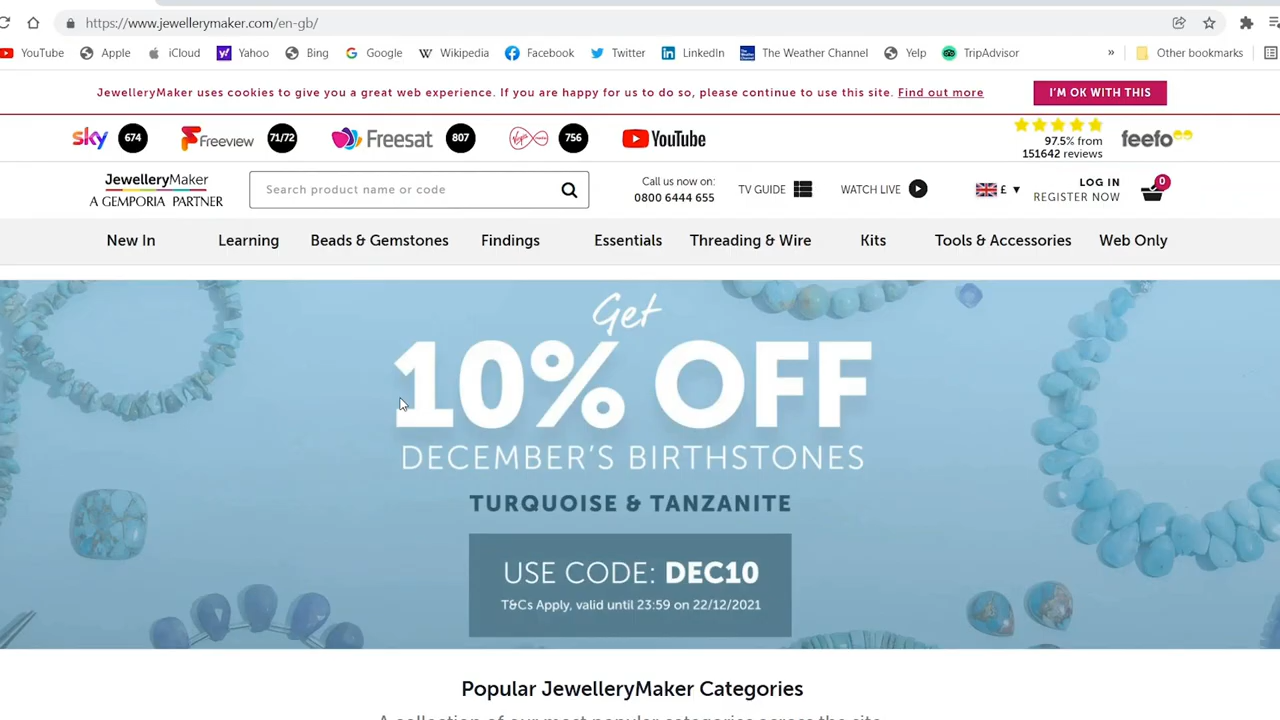 https://www.jewellerymaker.com/en-gb/
YouTube Apple iCloud Yahoo Bing Google Wikipedia Facebook Twitter LinkedIn The Weather Channel Yelp TripAdvisor » Other bookmarks
JewelleryMaker uses cookies to give you a great web experience. If you are happy for us to do so, please continue to use this site. Find out more
I'M OK WITH THIS
sky 674 Freeview 71/72 Freesat 807 756 YouTube
97.5% from
151642 reviews
feefo
JewelleryMaker
A GEMPORIA PARTNER
Search product name or code
Call us now on:
0800 6444 655
TV GUIDE
WATCH LIVE
£ ▼
LOG IN
REGISTER NOW
0
New In Learning Beads & Gemstones Findings Essentials Threading & Wire Kits Tools & Accessories Web Only
Get
10% OFF
DECEMBER'S BIRTHSTONES
TURQUOISE & TANZANITE
USE CODE: DEC10
T&Cs Apply, valid until 23:59 on 22/12/2021
Popular JewelleryMaker Categories
A collection of our most popular categories across the site